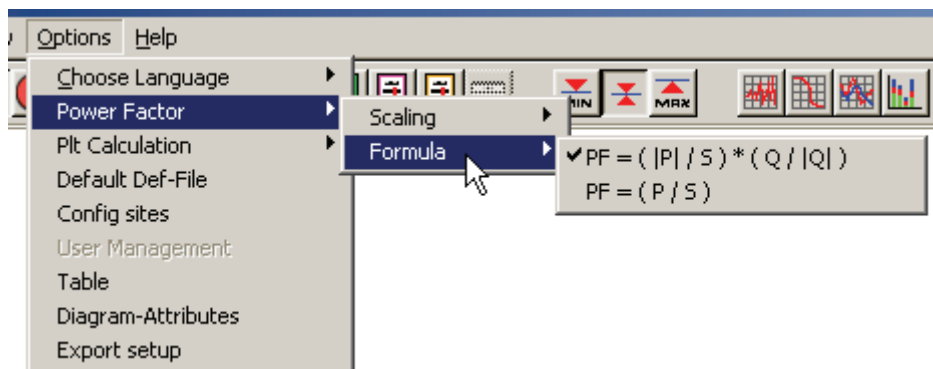 Options Help
Choose Language
Power Factor
Plt Calculation
Default Def-File
Config sites
User Management
Table
Diagram-Attributes
Export setup
Scaling
Formula
PF = ( |P| / S ) * ( Q / |Q| )
PF = ( P / S )
MIN
MAX